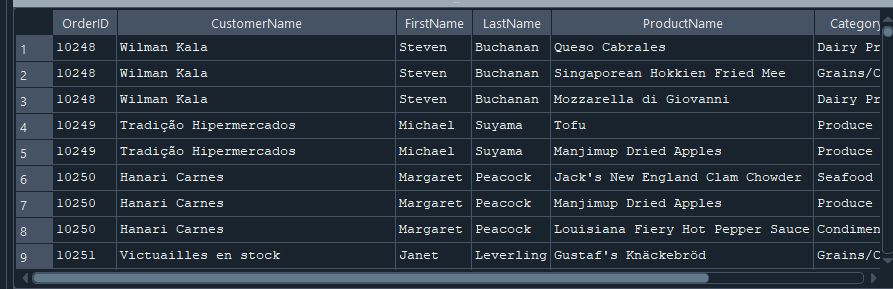 OrderID CustomerName FirstName LastName ProductName Category
1 10248 Wilman Kala Steven Buchanan Queso Cabrales Dairy Pr
2 10248 Wilman Kala Steven Buchanan Singaporean Hokkien Fried Mee Grains/C
3 10248 Wilman Kala Steven Buchanan Mozzarella di Giovanni Dairy Pr
4 10249 Tradição Hipermercados Michael Suyama Tofu Produce
5 10249 Tradição Hipermercados Michael Suyama Manjimup Dried Apples Produce
6 10250 Hanari Carnes Margaret Peacock Jack's New England Clam Chowder Seafood
7 10250 Hanari Carnes Margaret Peacock Manjimup Dried Apples Produce
8 10250 Hanari Carnes Margaret Peacock Louisiana Fiery Hot Pepper Sauce Condimen
9 10251 Victuailles en stock Janet Leverling Gustaf's Knäckebröd Grains/C